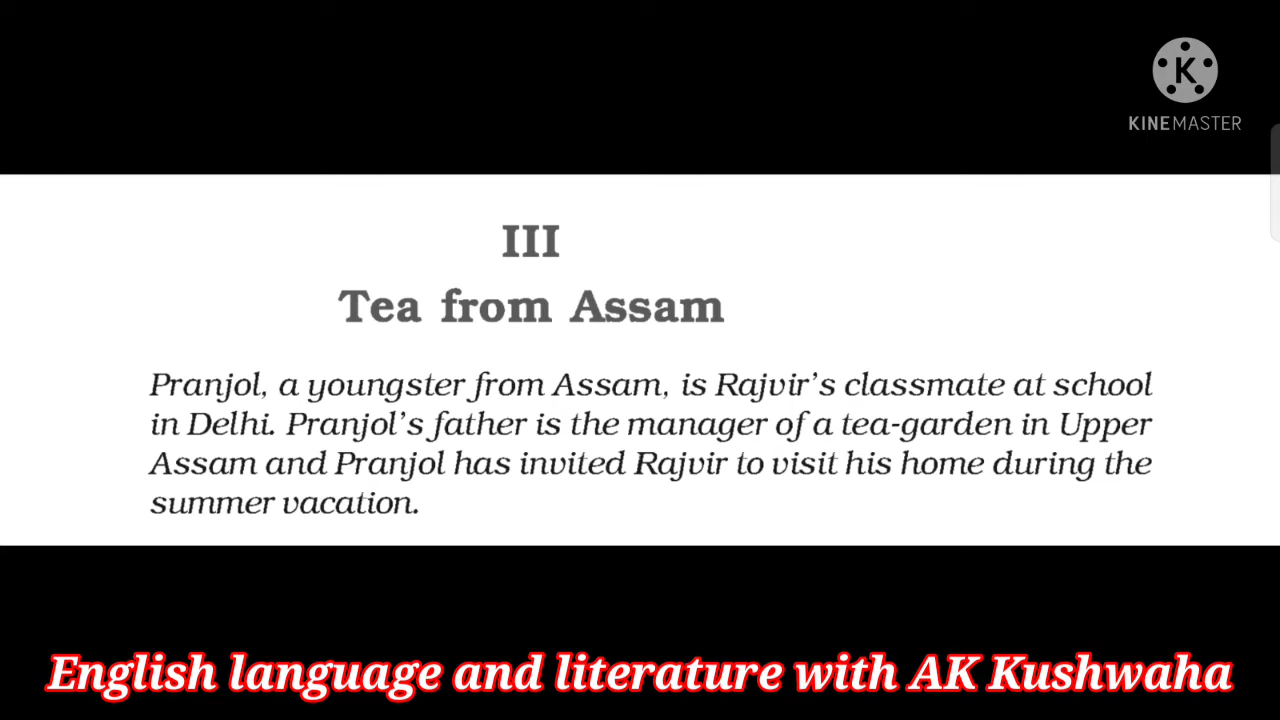 KINEMASTER
III
Tea from Assam
Pranjol, a youngster from Assam, is Rajvir’s classmate at school
in Delhi. Pranjol’s father is the manager of a tea-garden in Upper
Assam and Pranjol has invited Rajvir to visit his home during the
summer vacation.
English language and literature with AK Kushwaha